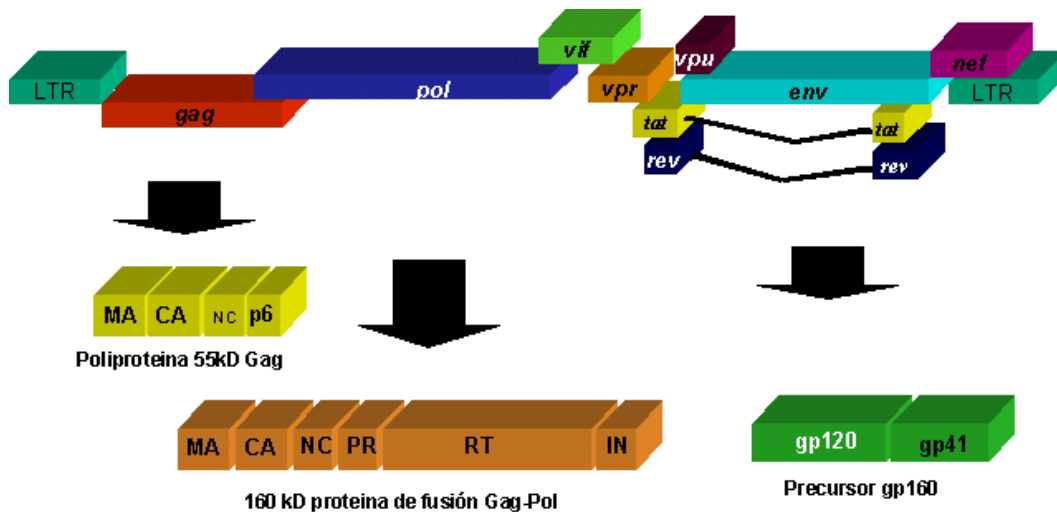 LTR gag pol vif vpr vpu env nef LTR
tat tat
rev rev
MA CA NC p6
Poliproteina 55kD Gag
MA CA NC PR RT IN
160 kD proteina de fusión Gag-Pol
gp120 gp41
Precursor gp160